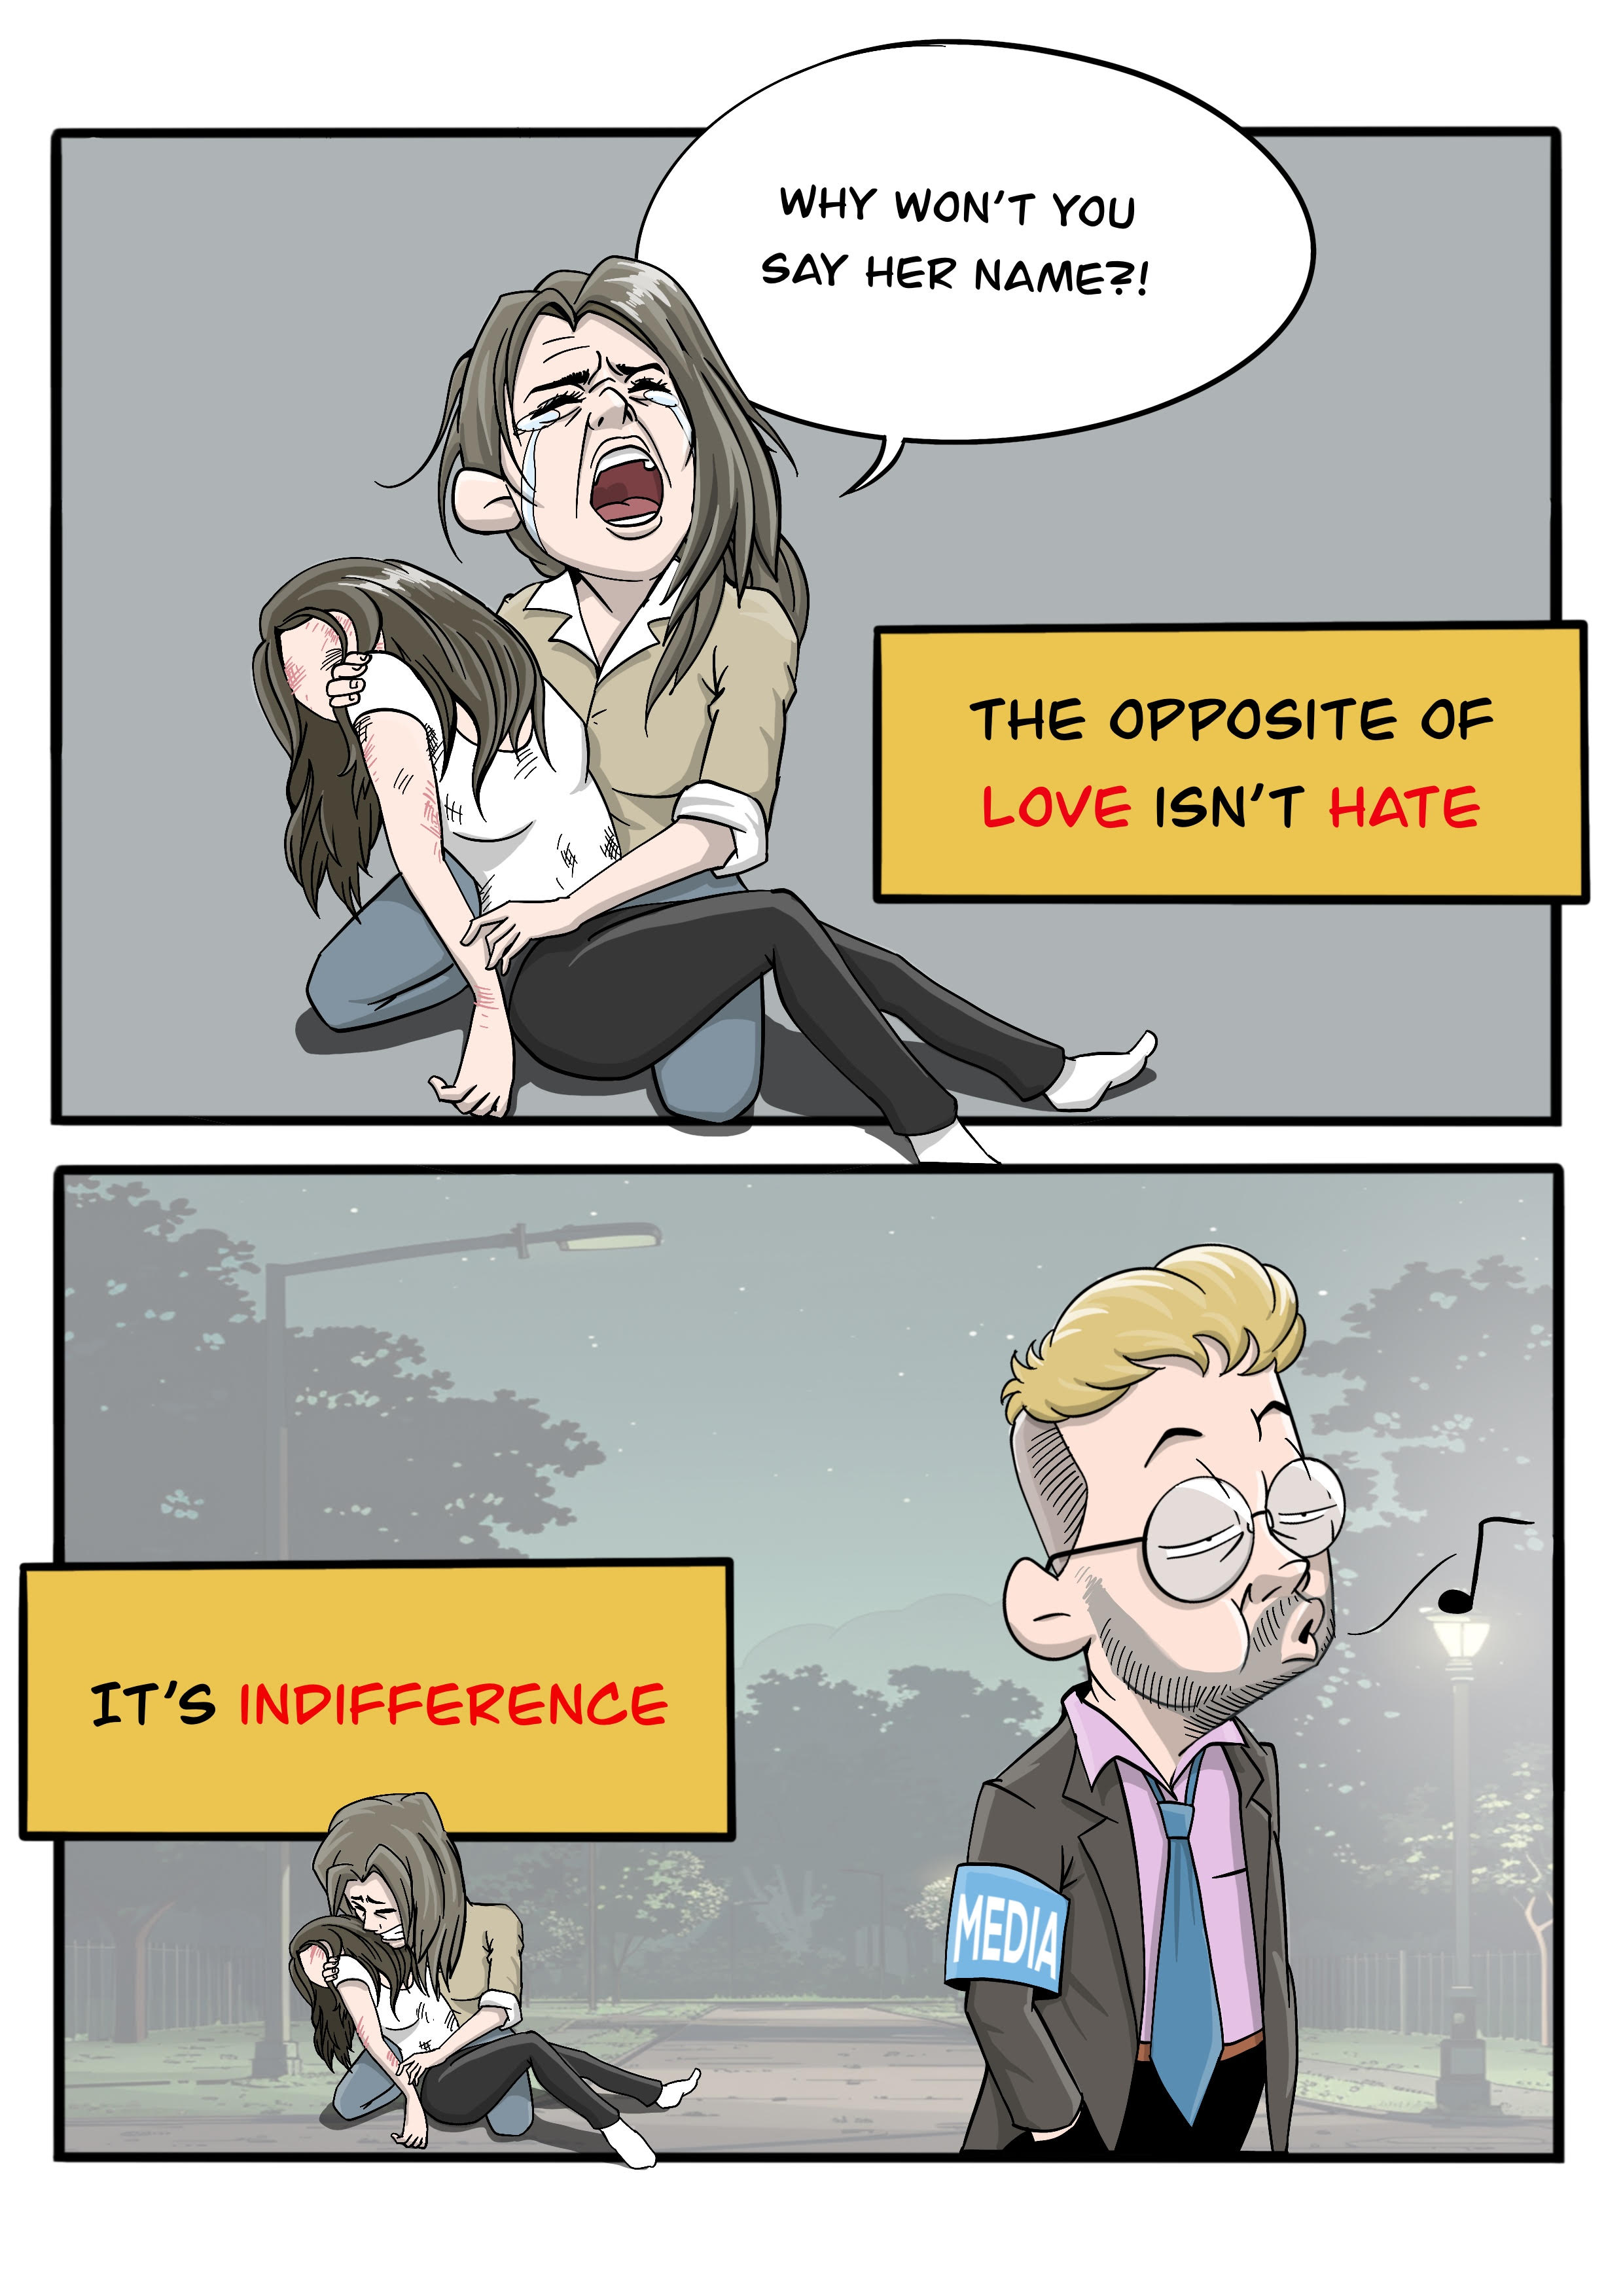 WHY WON'T YOU
SAY HER NAME?!
THE OPPOSITE OF
LOVE ISN'T HATE
IT'S INDIFFERENCE
MEDIA